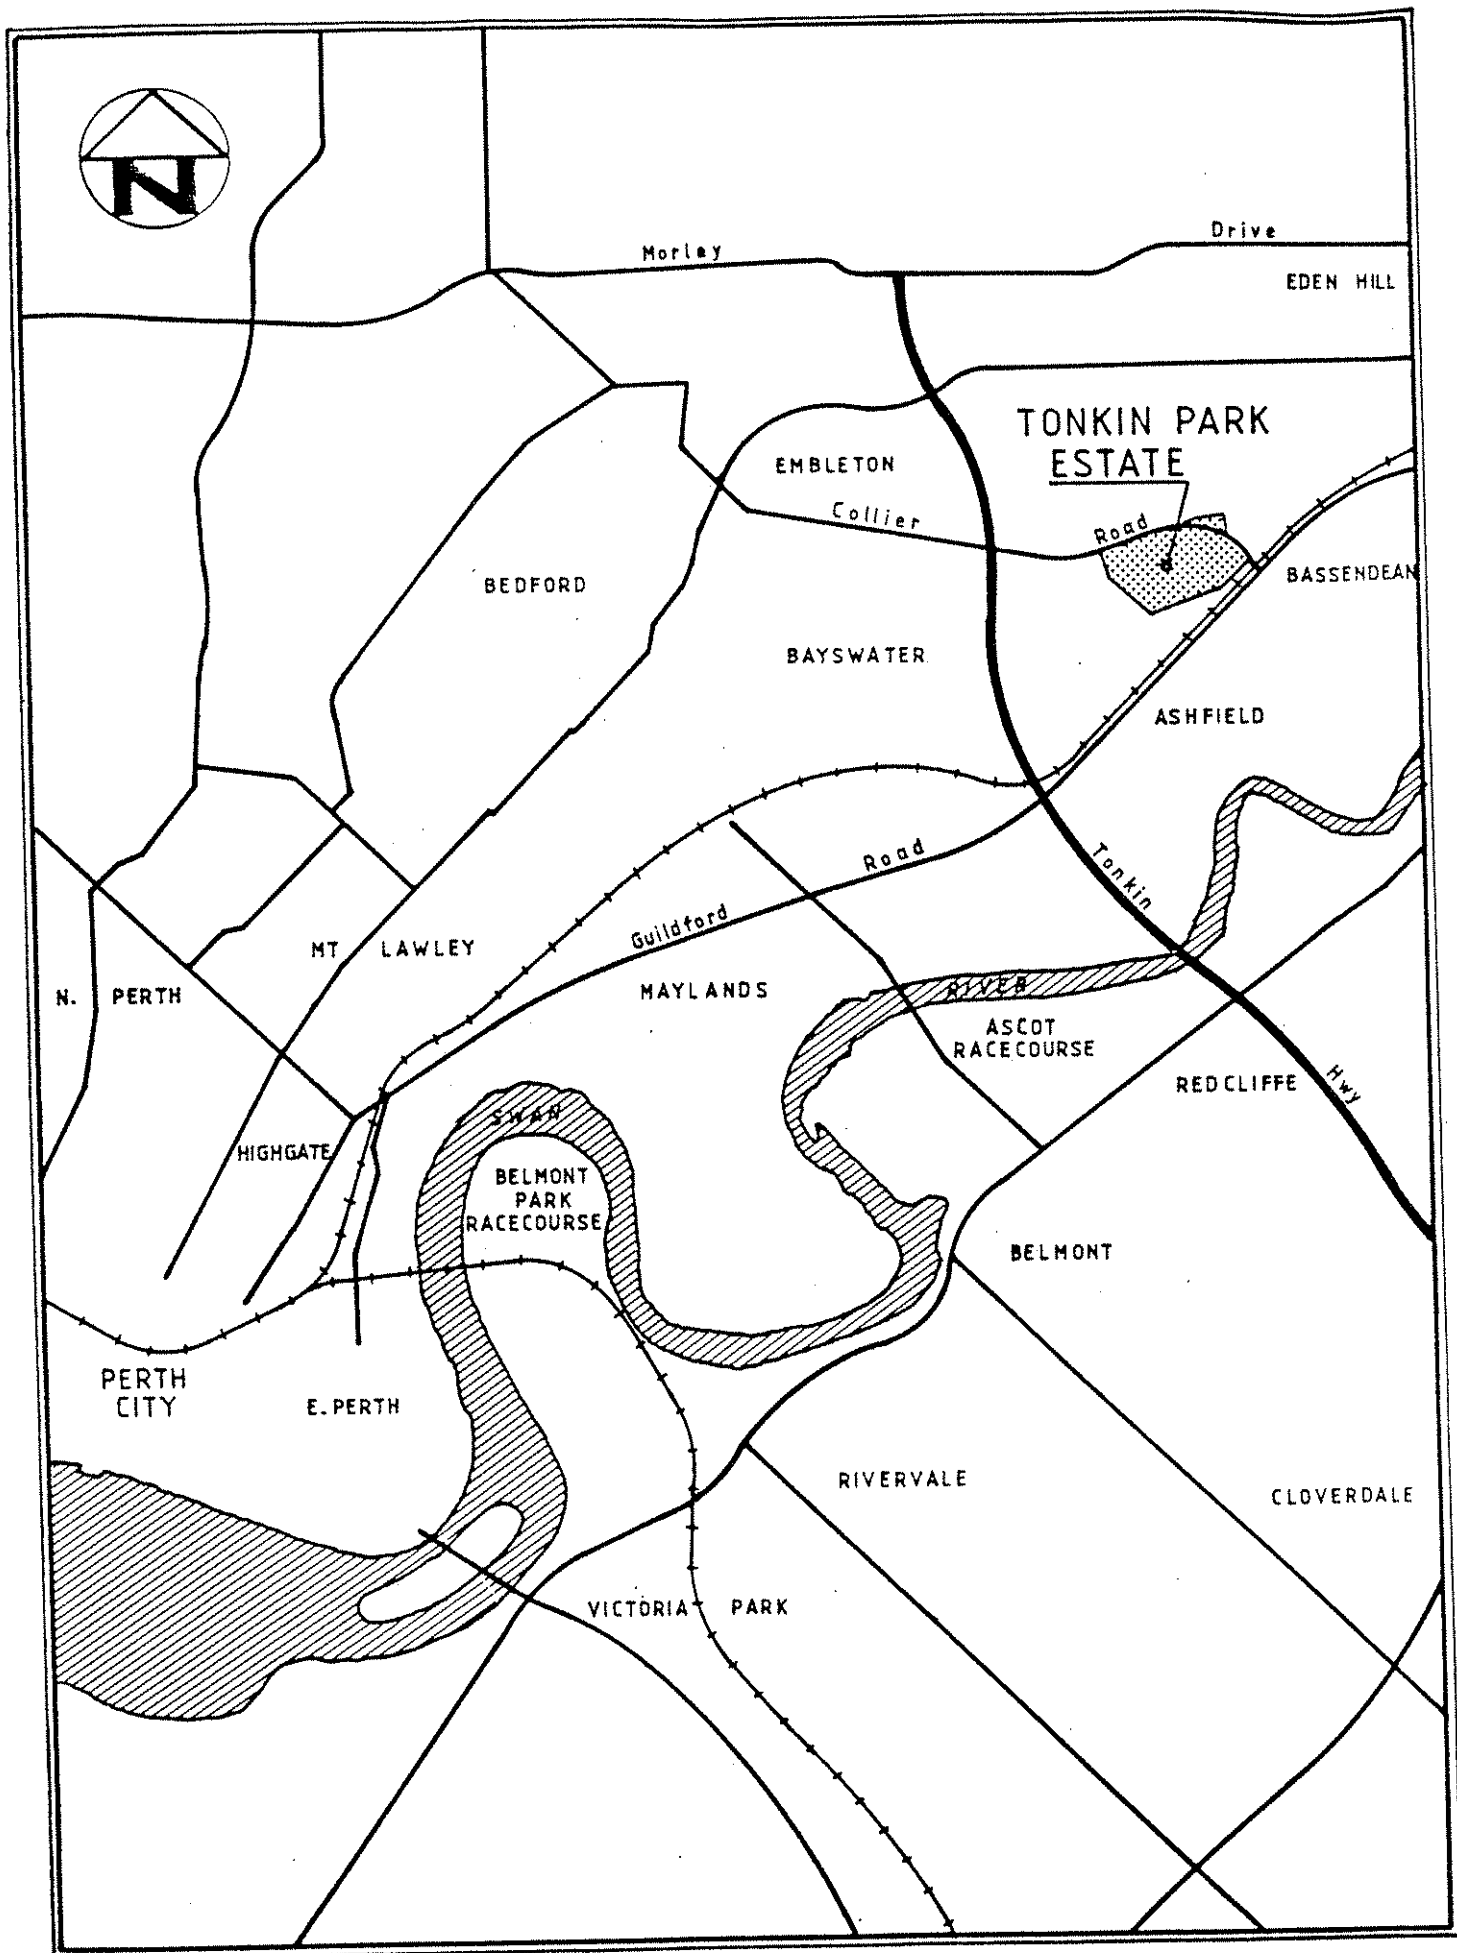 N
Morley
Drive
EDEN HILL
TONKIN PARK
ESTATE
EMBLETON
Collier
Road
BEDFORD
BASSENDEAN
BAYSWATER
ASHFIELD
Tonkin
Road
Guildford
MT LAWLEY
N. PERTH
MAYLANDS
RIVER
ASCOT
RACECOURSE
REDCLIFFE
Hwy
SWAN
HIGHGATE
BELMONT
PARK
RACECOURSE
BELMONT
PERTH
CITY
E. PERTH
RIVERVALE
CLOVERDALE
VICTORIA PARK